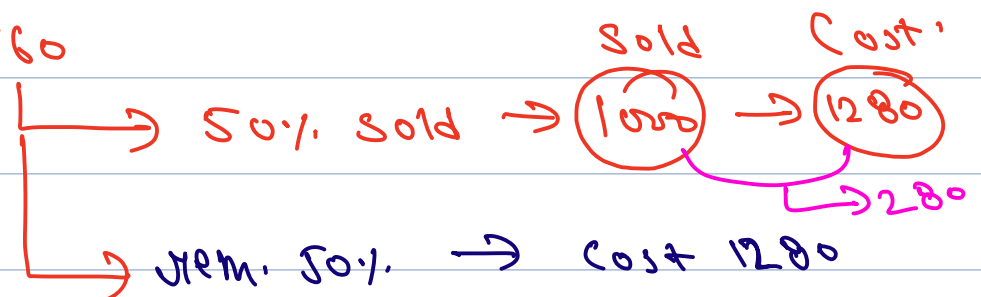 60
Sold Cost.
50% sold → 1000 → 1280
→ 280
rem. 50% → Cost 1280